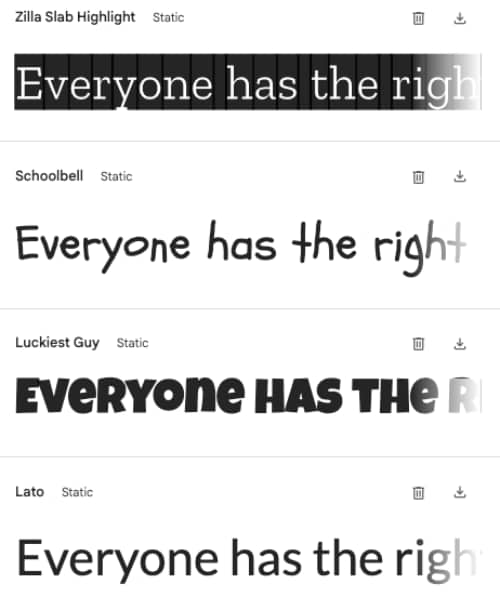 Zilla Slab Highlight Static
Everyone has the righ
Schoolbell Static
Everyone has the right
Luckiest Guy Static
EVeRYone HAS THe R
Lato Static
Everyone has the righ